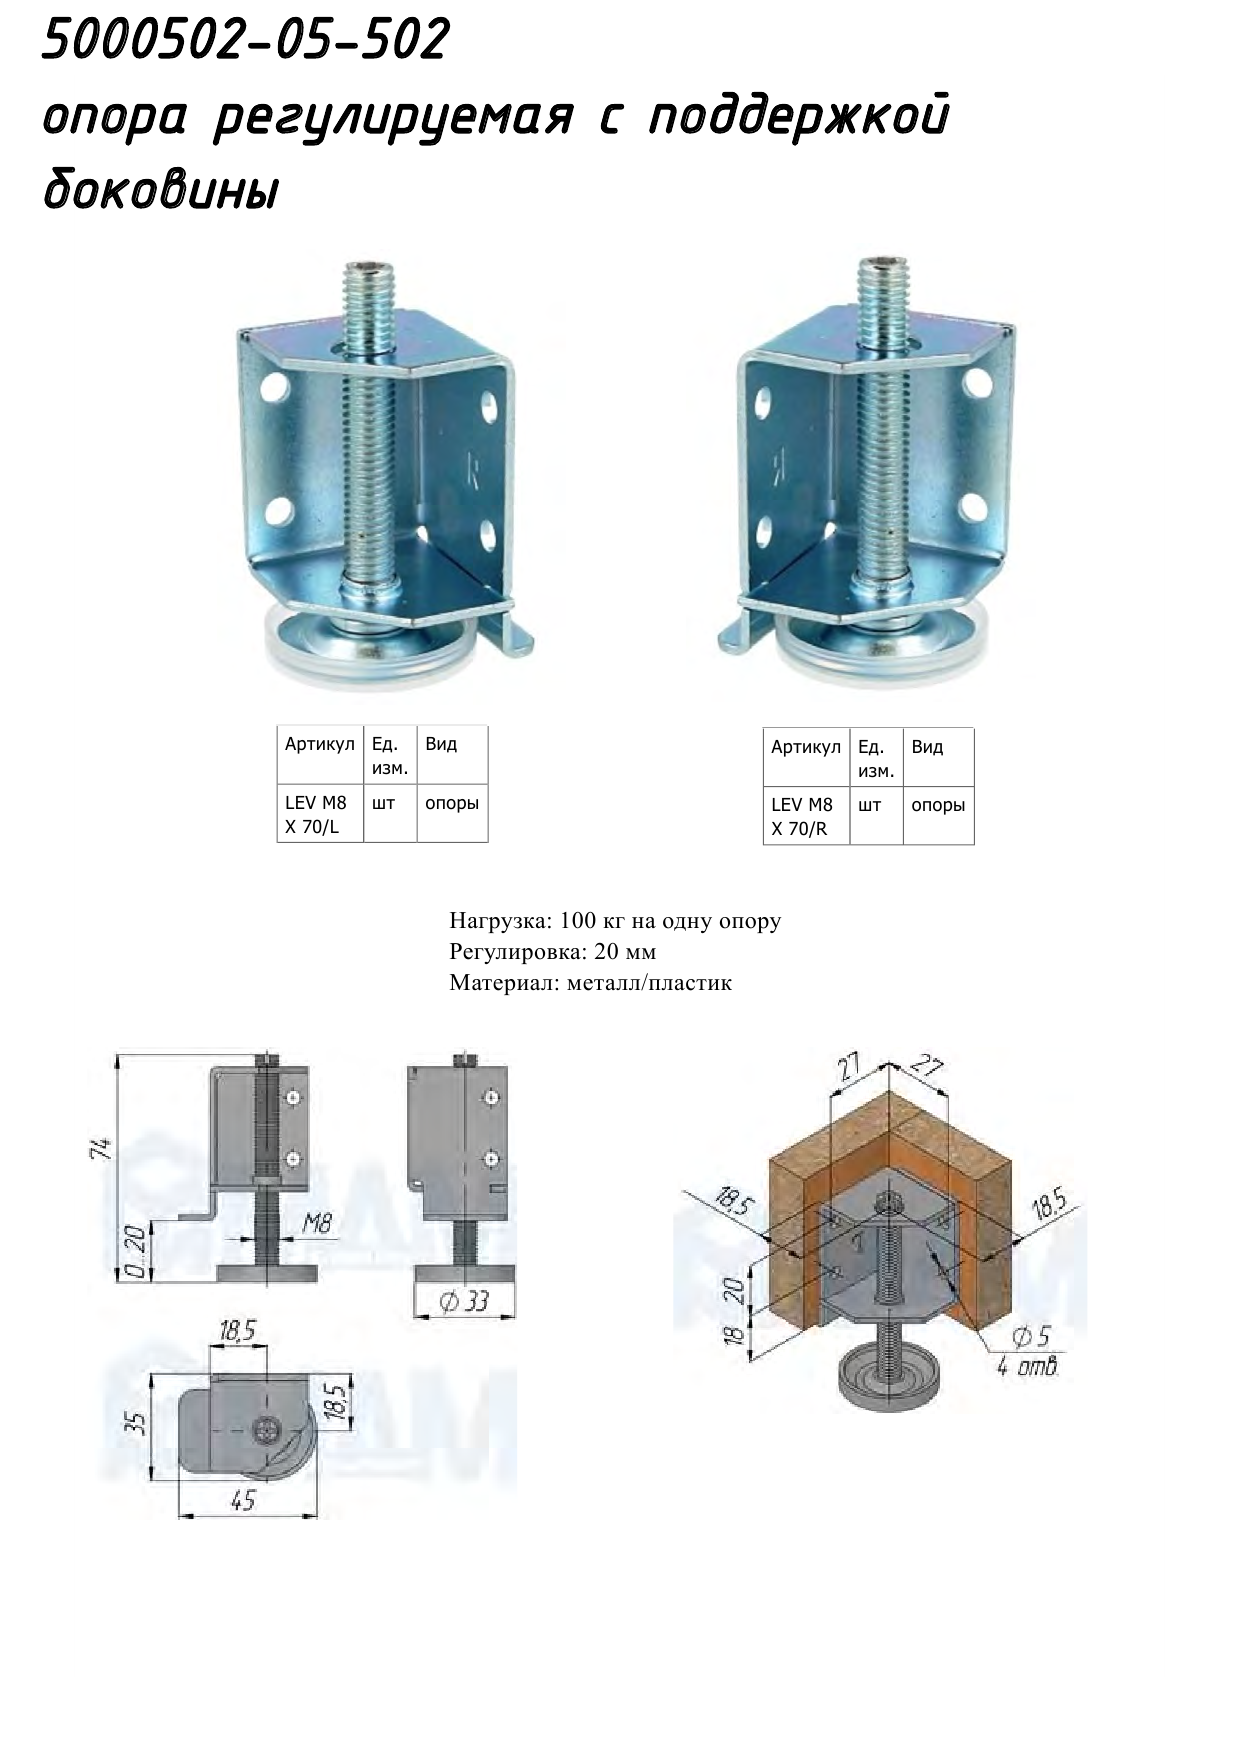 5000502-05-502
опора регулируемая с поддержкой
боковины
Артикул Ед. изм. Вид
LEV M8 X 70/L шт опоры
Артикул Ед. изм. Вид
LEV M8 X 70/R шт опоры
Нагрузка: 100 кг на одну опору
Регулировка: 20 мм
Материал: металл/пластик
74
0...20
M8
Ф 33
18,5
18,5
35
45
27
27
18,5
18,5
20
18
Ф 5
4 отв.